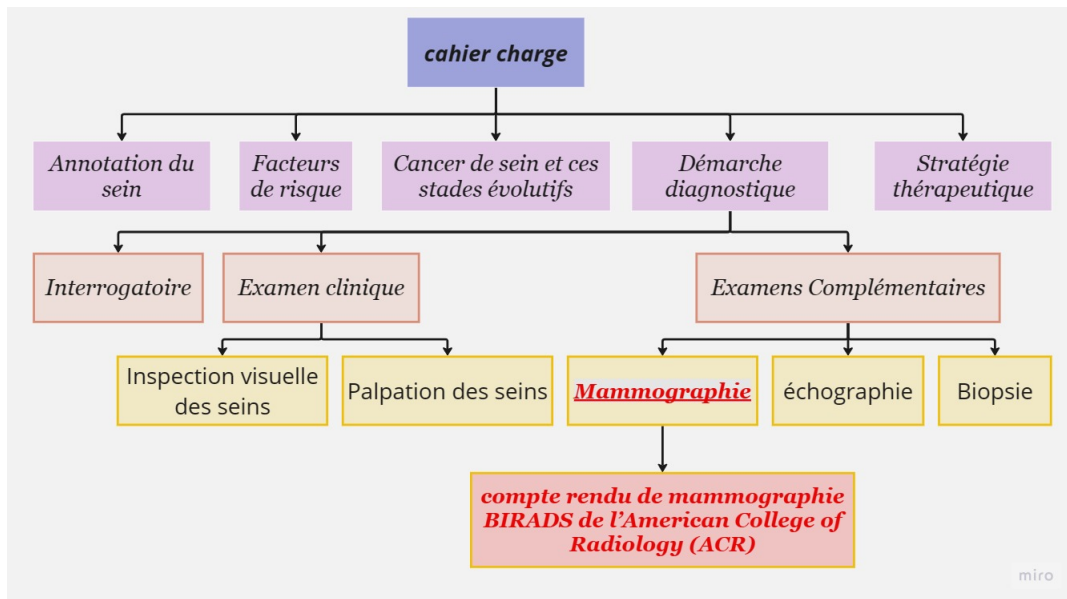 cahier charge
Annotation du
sein
Facteurs
de risque
Cancer de sein et ces
stades évolutifs
Démarche
diagnostique
Stratégie
thérapeutique
Interrogatoire
Examen clinique
Examens Complémentaires
Inspection visuelle
des seins
Palpation des seins
Mammographie
échographie
Biopsie
compte rendu de mammographie
BIRADS de l’American College of
Radiology (ACR)
miro